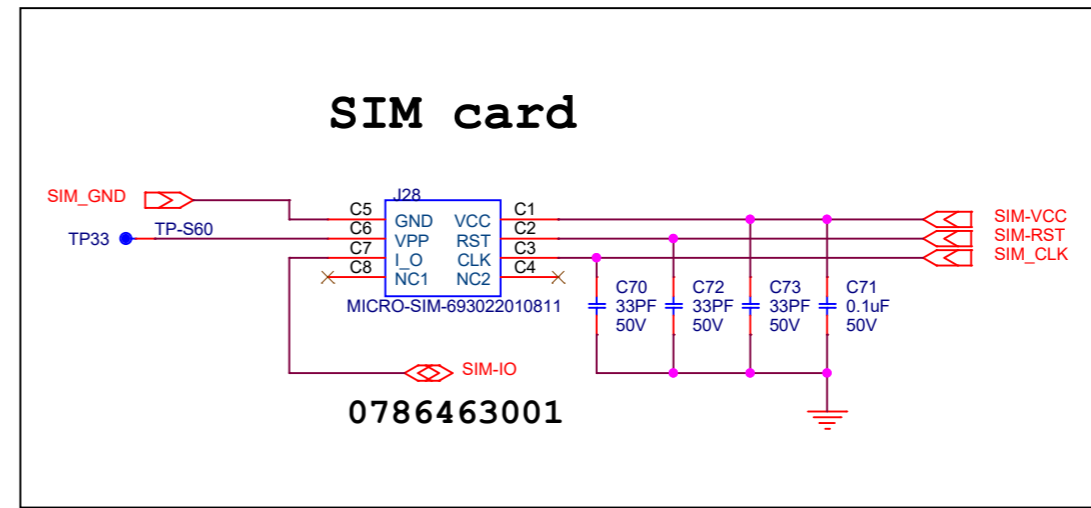 SIM card
SIM_GND
TP33
TP-S60
J28
C5 GND VCC C1
C6 VPP RST C2
C7 I_O CLK C3
C8 NC1 NC2 C4
MICRO-SIM-693022010811
SIM-VCC
SIM-RST
SIM_CLK
C70
33PF
50V
C72
33PF
50V
C73
33PF
50V
C71
0.1uF
50V
SIM-IO
0786463001